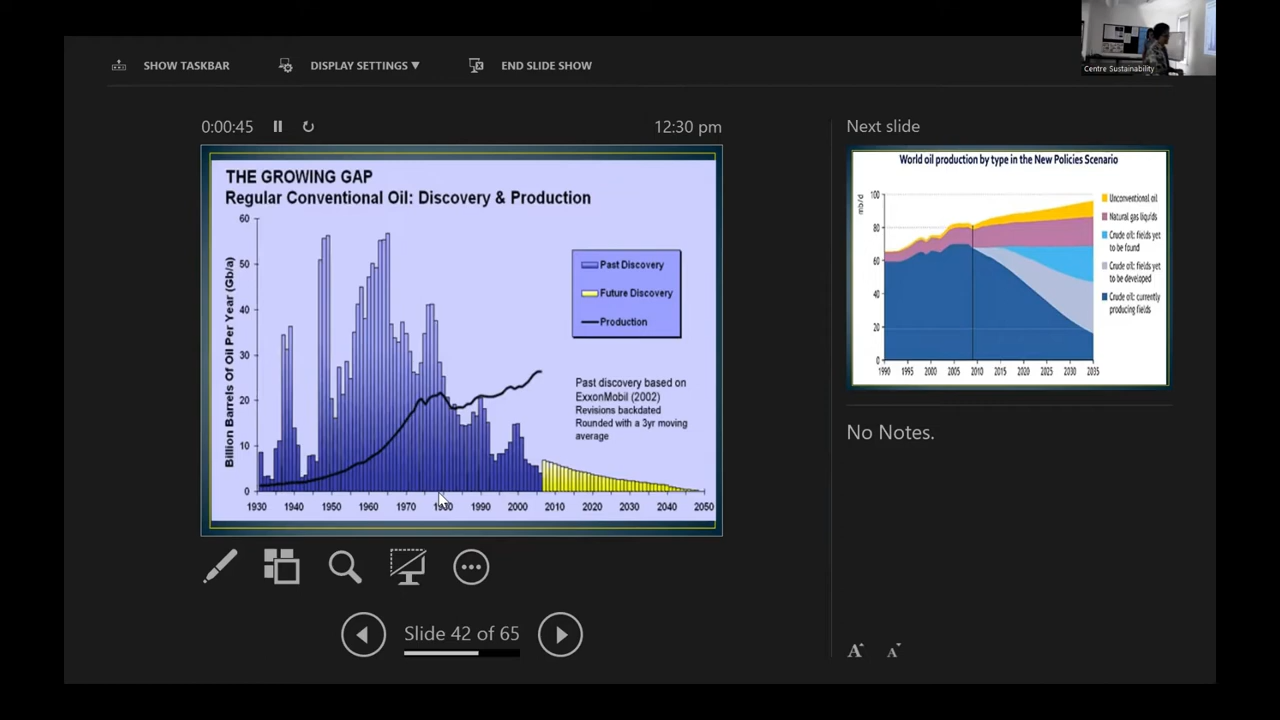 SHOW TASKBAR
DISPLAY SETTINGS ▼
END SLIDE SHOW
Centre Sustainability
0:00:45
12:30 pm
Next slide
THE GROWING GAP
Regular Conventional Oil: Discovery & Production
Billion Barrels Of Oil Per Year (Gb/a)
60
50
40
30
20
10
0
1930 1940 1950 1960 1970 1980 1990 2000 2010 2020 2030 2040 2050
Past Discovery
Future Discovery
Production
Past discovery based on
ExxonMobil (2002)
Revisions backdated
Rounded with a 3yr moving
average
World oil production by type in the New Policies Scenario
mb/d
100
80
60
40
20
0
1990 1995 2000 2005 2010 2015 2020 2025 2030 2035
Unconventional oil
Natural gas liquids
Crude oil: fields yet
to be found
Crude oil: fields yet
to be developed
Crude oil: currently
producing fields
No Notes.
Slide 42 of 65
A A